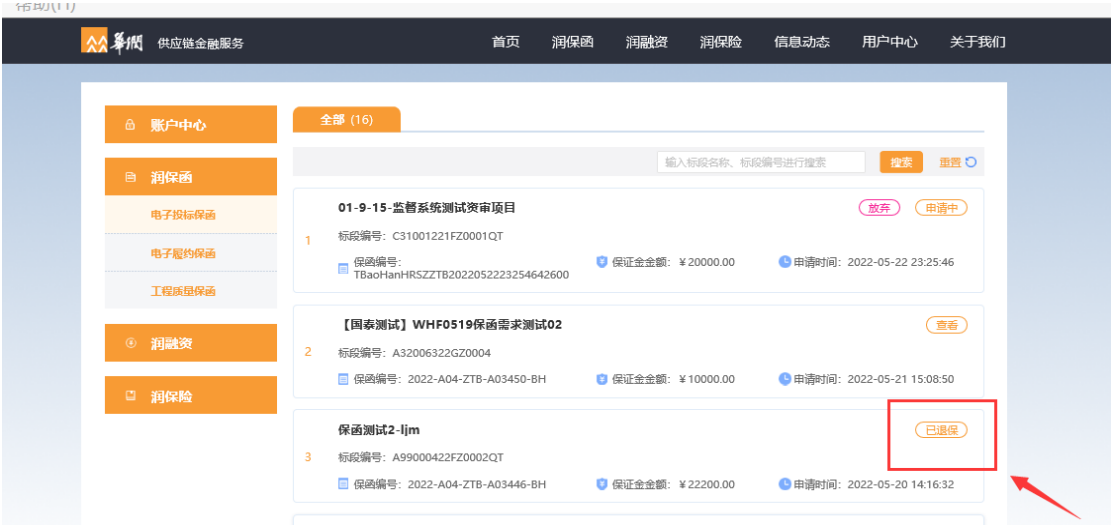 帮助(H)
華潤 供应链金融服务 首页 润保函 润融资 润保险 信息动态 用户中心 关于我们
账户中心
润保函
电子投标保函
电子履约保函
工程质量保函
润融资
润保险
全部 (16)
输入标段名称、标段编号进行搜索 搜索 重置
01-9-15-监督系统测试资审项目 放弃 申请中
1
标段编号：C31001221FZ0001QT
保函编号：
TBaoHanHRSZZTB2022052223254642600 保证金金额：￥20000.00 申请时间：2022-05-22 23:25:46
【国泰测试】WHF0519保函需求测试02 查看
2
标段编号：A32006322GZ0004
保函编号：2022-A04-ZTB-A03450-BH 保证金金额：￥10000.00 申请时间：2022-05-21 15:08:50
保函测试2-ljm 已退保
3
标段编号：A99000422FZ0002QT
保函编号：2022-A04-ZTB-A03446-BH 保证金金额：￥22200.00 申请时间：2022-05-20 14:16:32